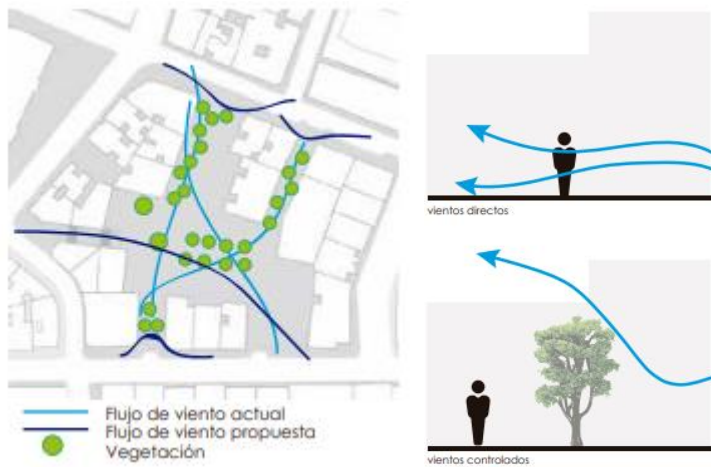 vientos directos
Flujo de viento actual
Flujo de viento propuesta
Vegetación
vientos controlados